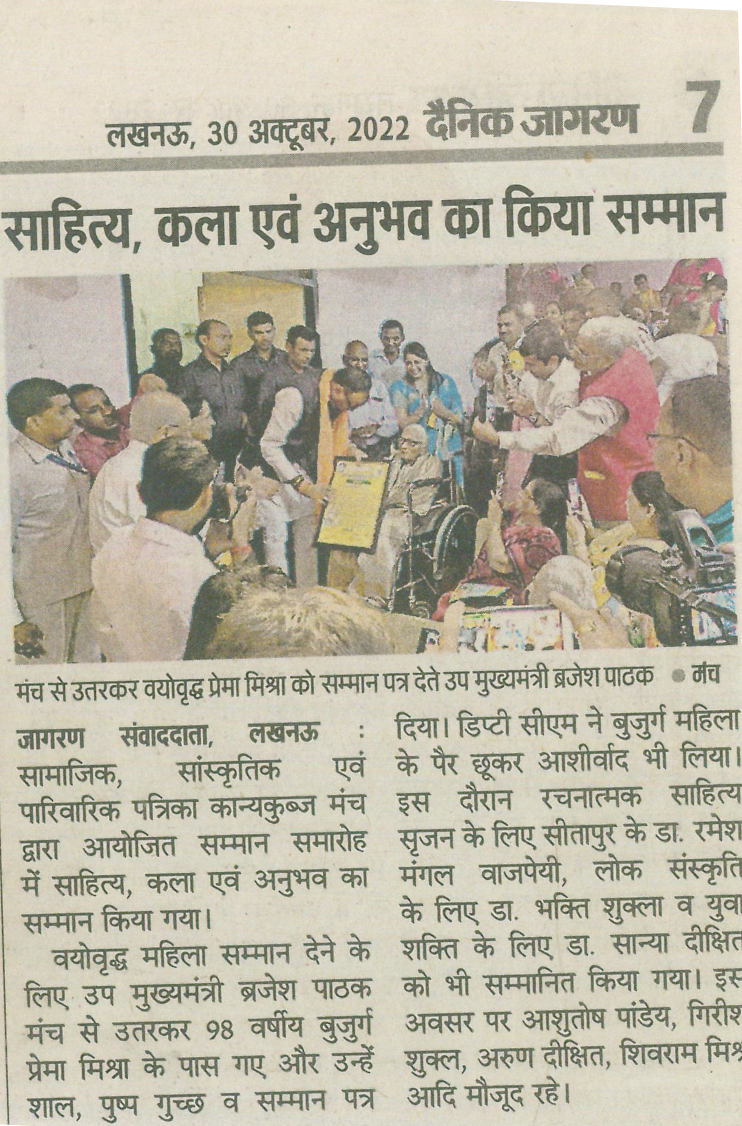 लखनऊ, 30 अक्टूबर, 2022 दैनिक जागरण 7
साहित्य, कला एवं अनुभव का किया सम्मान
मंच से उतरकर वयोवृद्ध प्रेमा मिश्रा को सम्मान पत्र देते उप मुख्यमंत्री ब्रजेश पाठक ● मंच
जागरण संवाददाता, लखनऊ :
सामाजिक, सांस्कृतिक एवं
पारिवारिक पत्रिका कान्यकुब्ज मंच
द्वारा आयोजित सम्मान समारोह
में साहित्य, कला एवं अनुभव का
सम्मान किया गया।
वयोवृद्ध महिला सम्मान देने के
लिए उप मुख्यमंत्री ब्रजेश पाठक
मंच से उतरकर 98 वर्षीय बुजुर्ग
प्रेमा मिश्रा के पास गए और उन्हें
शाल, पुष्प गुच्छ व सम्मान पत्र
दिया। डिप्टी सीएम ने बुजुर्ग महिला
के पैर छूकर आशीर्वाद भी लिया।
इस दौरान रचनात्मक साहित्य
सृजन के लिए सीतापुर के डा. रमेश
मंगल वाजपेयी, लोक संस्कृति
के लिए डा. भक्ति शुक्ला व युवा
शक्ति के लिए डा. सान्या दीक्षित
को भी सम्मानित किया गया। इस
अवसर पर आशुतोष पांडेय, गिरीश
शुक्ल, अरुण दीक्षित, शिवराम मिश्र
आदि मौजूद रहे।